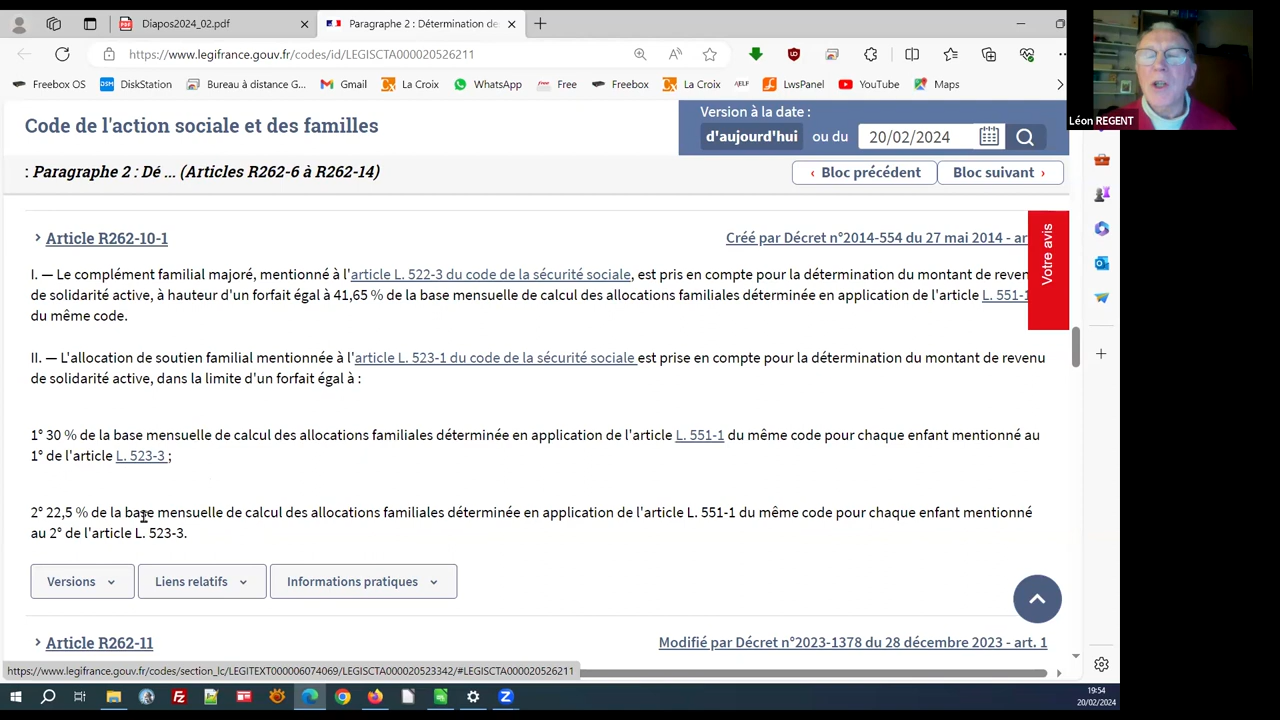 Diapos2024_02.pdf
Paragraphe 2 : Détermination de
https://www.legifrance.gouv.fr/codes/id/LEGISCTA000020526211
Freebox OS
DiskStation
Bureau à distance G...
Gmail
La Croix
WhatsApp
Free
Freebox
La Croix
AELF
LwsPanel
YouTube
Maps
Léon REGENT
Code de l'action sociale et des familles
Version à la date :
d'aujourd'hui
ou du
20/02/2024
: Paragraphe 2 : Dé ... (Articles R262-6 à R262-14)
‹ Bloc précédent
Bloc suivant ›
Article R262-10-1
Créé par Décret n°2014-554 du 27 mai 2014 - ar
Votre avis
I. — Le complément familial majoré, mentionné à l'article L. 522-3 du code de la sécurité sociale, est pris en compte pour la détermination du montant de reven
de solidarité active, à hauteur d'un forfait égal à 41,65 % de la base mensuelle de calcul des allocations familiales déterminée en application de l'article L. 551-1
du même code.
II. — L'allocation de soutien familial mentionnée à l'article L. 523-1 du code de la sécurité sociale est prise en compte pour la détermination du montant de revenu
de solidarité active, dans la limite d'un forfait égal à :
1° 30 % de la base mensuelle de calcul des allocations familiales déterminée en application de l'article L. 551-1 du même code pour chaque enfant mentionné au
1° de l'article L. 523-3 ;
2° 22,5 % de la base mensuelle de calcul des allocations familiales déterminée en application de l'article L. 551-1 du même code pour chaque enfant mentionné
au 2° de l'article L. 523-3.
Versions
Liens relatifs
Informations pratiques
Article R262-11
Modifié par Décret n°2023-1378 du 28 décembre 2023 - art. 1
https://www.legifrance.gouv.fr/codes/section_lc/LEGITEXT000006074069/LEGISCTA000020523342/#LEGISCTA000020526211
19:54
20/02/2024